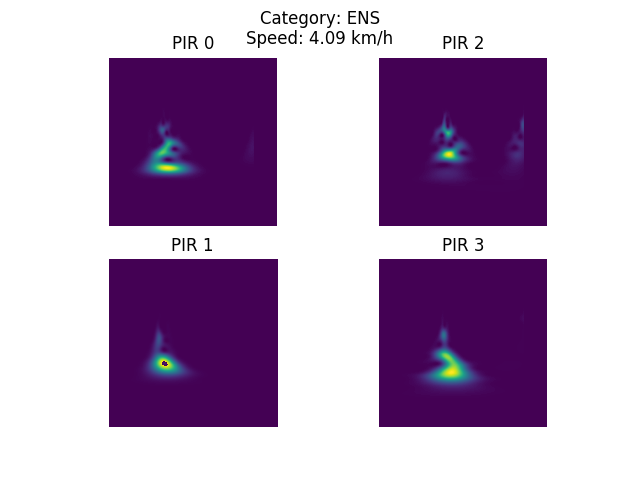 Category: ENS
Speed: 4.09 km/h
PIR 0
PIR 2
PIR 1
PIR 3